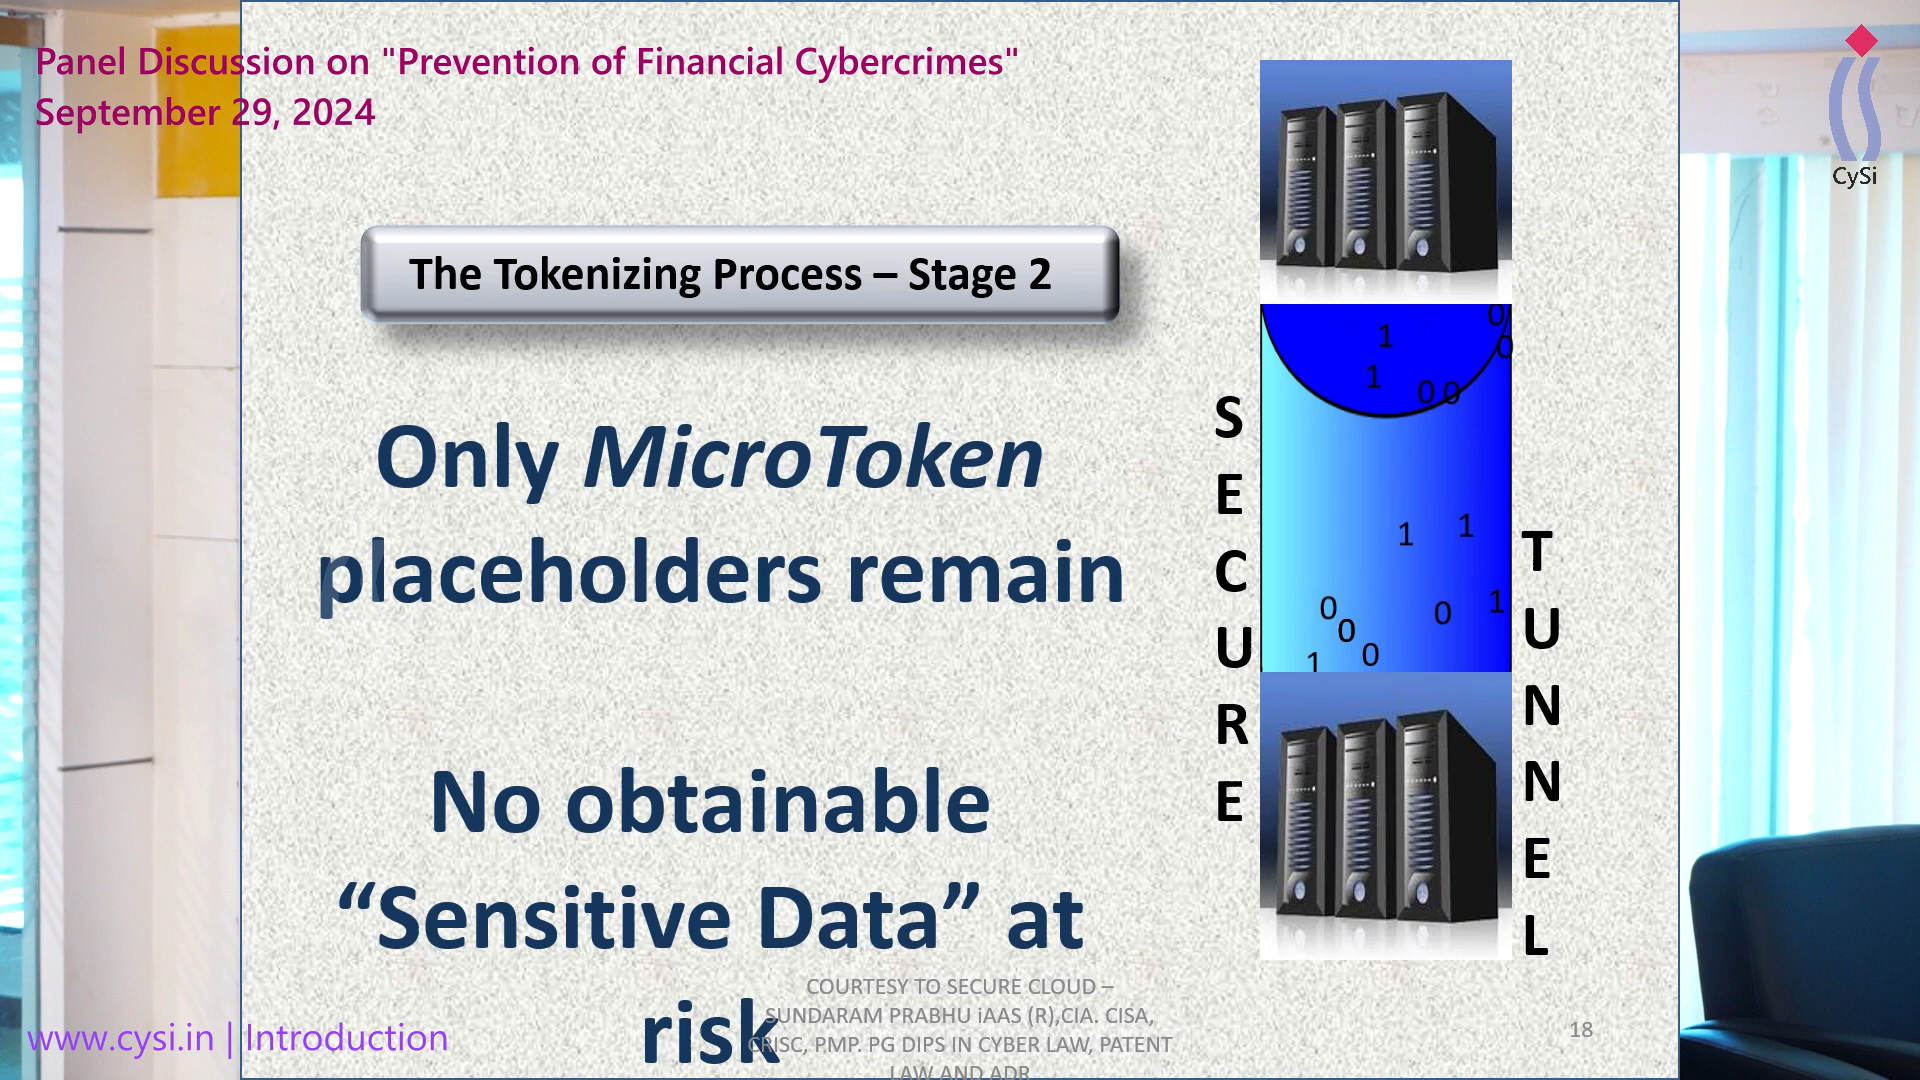 Panel Discussion on "Prevention of Financial Cybercrimes"
September 29, 2024
CySi
The Tokenizing Process – Stage 2
Only MicroToken
placeholders remain
No obtainable
“Sensitive Data” at
risk
S
E
C
U
R
E
T
U
N
N
E
L
1
0
0
1
0
0
1
1
0
0
0
1
0
1
COURTESY TO SECURE CLOUD –
SUNDARAM PRABHU iAAS (R),CIA. CISA,
CRISC, P.MP. PG DIPS IN CYBER LAW, PATENT
LAW AND ADR
18
www.cysi.in | Introduction